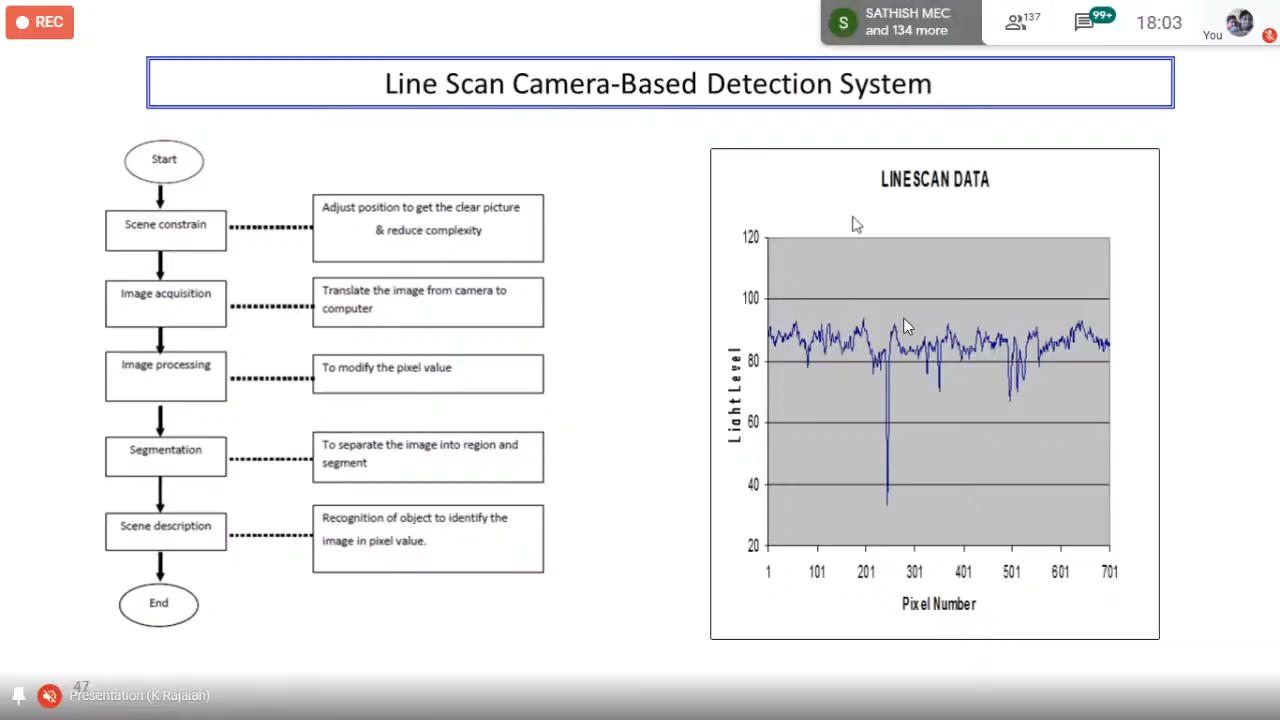 REC
S
SATHISH MEC
and 134 more
137
99+
18:03
You
Line Scan Camera-Based Detection System
Start
Scene constrain
Adjust position to get the clear picture
& reduce complexity
Image acquisition
Translate the image from camera to
computer
Image processing
To modify the pixel value
Segmentation
To separate the image into region and
segment
Scene description
Recognition of object to identify the
image in pixel value.
End
LINESCAN DATA
120
100
80
60
40
20
Light Level
1 101 201 301 401 501 601 701
Pixel Number
47
Presentation (K Rajaiah)